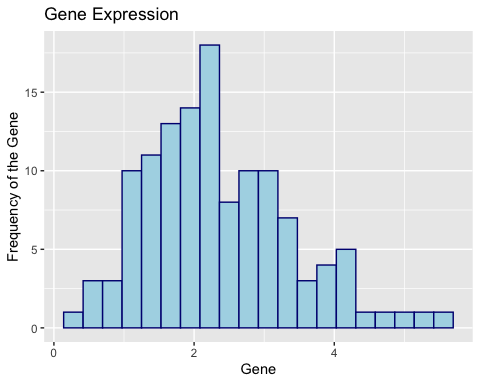 Gene Expression
Frequency of the Gene
15
10
5
0
0 2 4
Gene